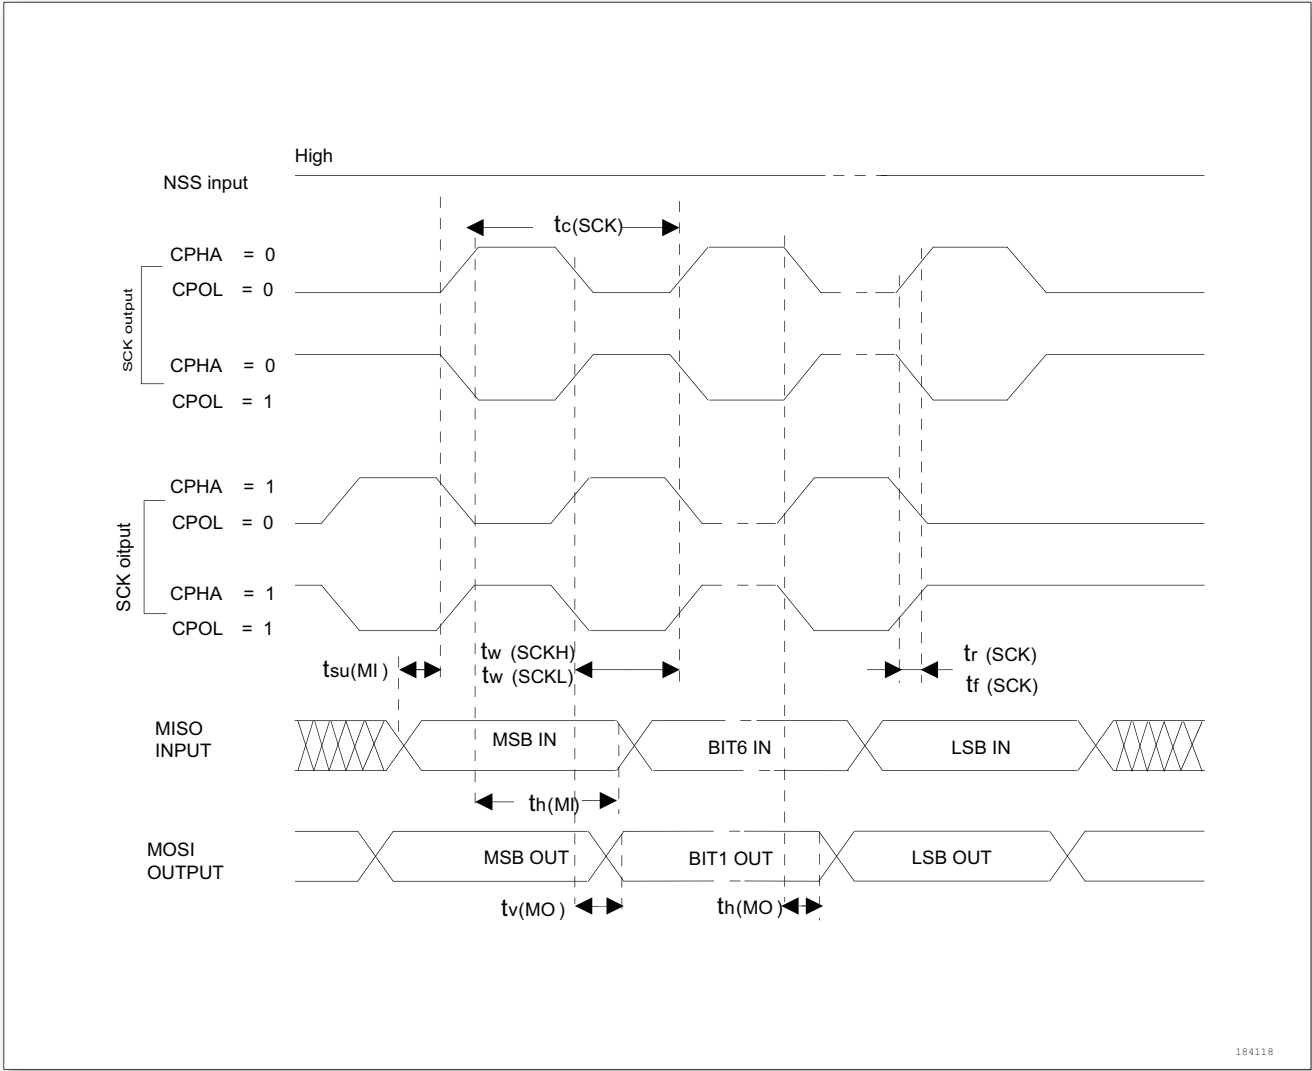 High
NSS input
tc(SCK)
CPHA = 0
CPOL = 0
SCK output
CPHA = 0
CPOL = 1
CPHA = 1
CPOL = 0
SCK oitput
CPHA = 1
CPOL = 1
tsu(MI )
tw (SCKH)
tw (SCKL)
tr (SCK)
tf (SCK)
MISO
INPUT
MSB IN
BIT6 IN
LSB IN
th(MI)
MOSI
OUTPUT
MSB OUT
BIT1 OUT
LSB OUT
tv(MO )
th(MO )
184118